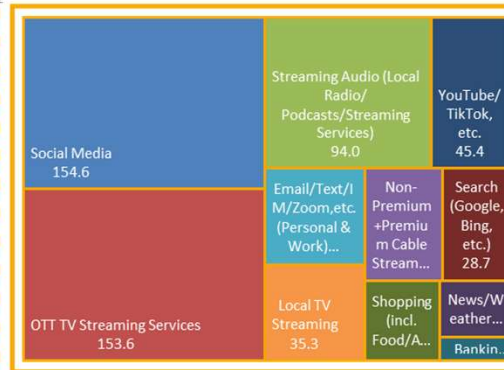 Social Media
154.6
OTT TV Streaming Services
153.6
Streaming Audio (Local
Radio/
Podcasts/Streaming
Services)
94.0
YouTube/
TikTok,
etc.
45.4
Email/Text/I
M/Zoom,etc.
(Personal &
Work)...
Non-
Premium
+Premiu
m Cable
Stream...
Search
(Google,
Bing,
etc.)
28.7
Local TV
Streaming
35.3
Shopping
(incl.
Food/A...
News/W
eather...
Bankin...